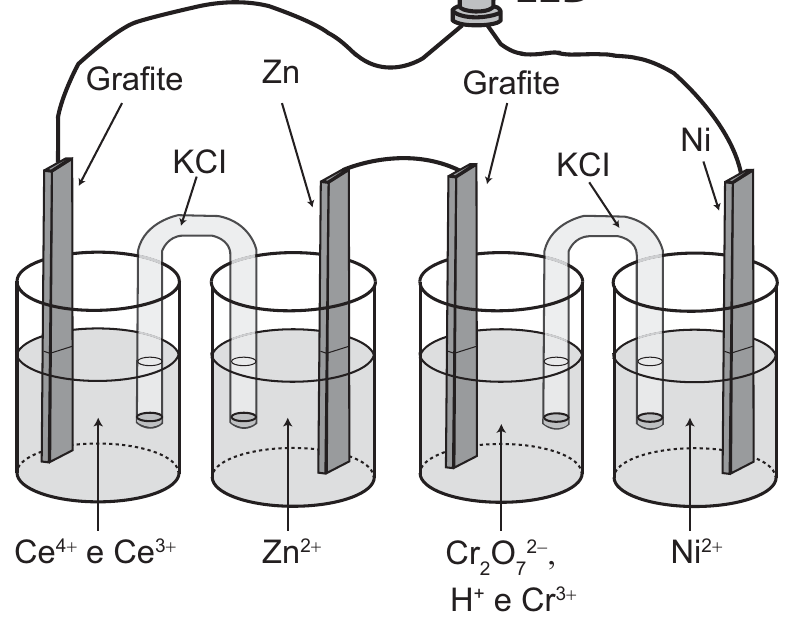 Grafite
Zn
Grafite
Ni
KCl
KCl
Ce⁴⁺ e Ce³⁺
Zn²⁺
Cr₂O₇²⁻,
H⁺ e Cr³⁺
Ni²⁺